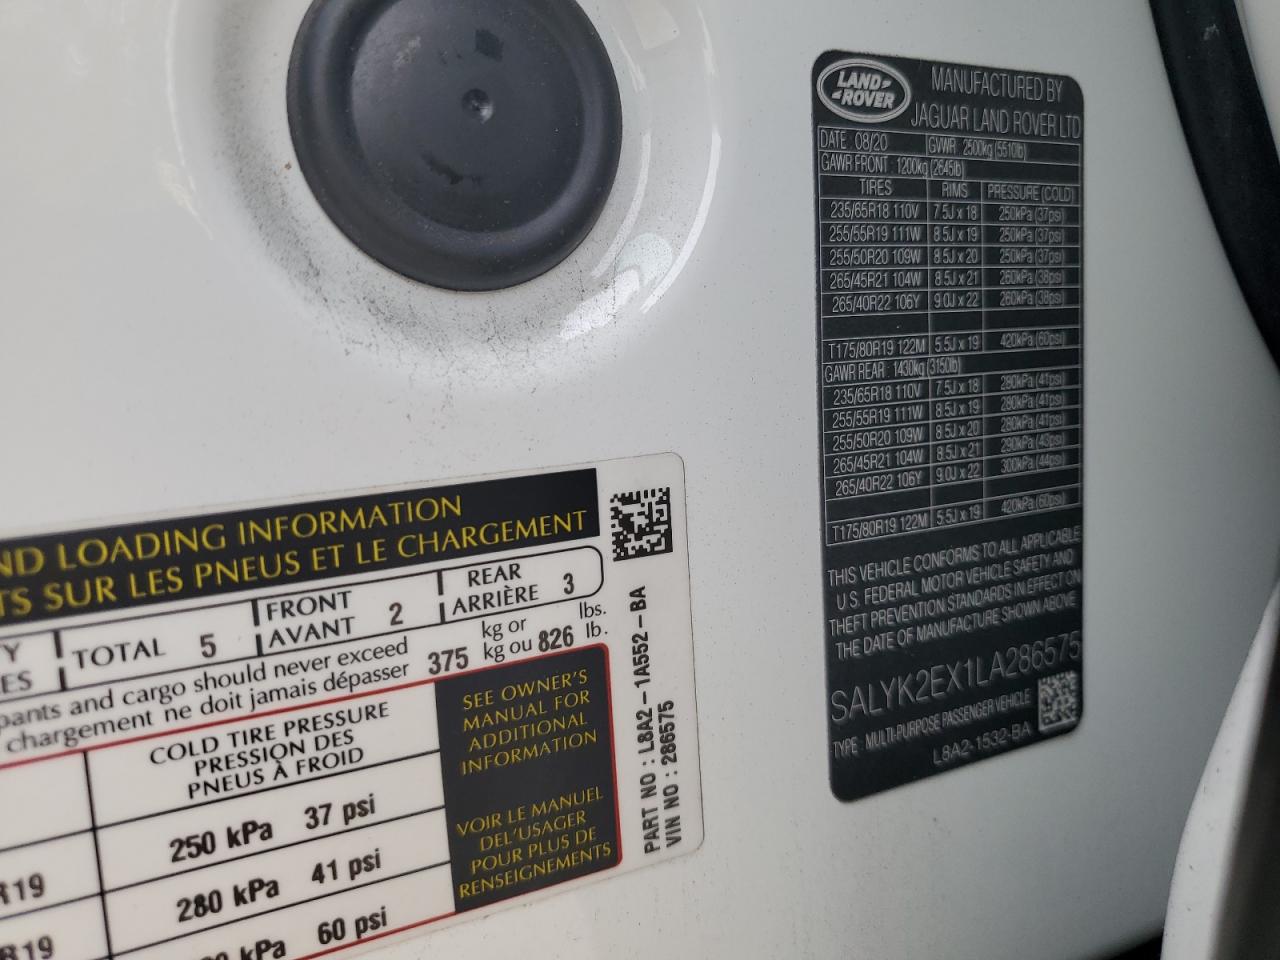 LAND-
-ROVER
MANUFACTURED BY
JAGUAR LAND ROVER LTD
DATE : 08/20 GVWR : 2500kg (5510lb)
GAWR FRONT : 1200kg (2645lb)
TIRES RIMS PRESSURE (COLD)
235/65R18 110V 7.5J x 18 250kPa (37psi)
255/55R19 111W 8.5J x 19 250kPa (37psi)
255/50R20 109W 8.5J x 20 250kPa (37psi)
265/45R21 104W 8.5J x 21 260kPa (38psi)
265/40R22 106Y 9.0J x 22 260kPa (38psi)
T175/80R19 122M 5.5J x 19 420kPa (60psi)
GAWR REAR : 1430kg (3150lb)
235/65R18 110V 7.5J x 18 280kPa (41psi)
255/55R19 111W 8.5J x 19 280kPa (41psi)
255/50R20 109W 8.5J x 20 280kPa (41psi)
265/45R21 104W 8.5J x 21 290kPa (43psi)
265/40R22 106Y 9.0J x 22 300kPa (44psi)
T175/80R19 122M 5.5J x 19 420kPa (60psi)
THIS VEHICLE CONFORMS TO ALL APPLICABLE
U.S. FEDERAL MOTOR VEHICLE SAFETY AND
THEFT PREVENTION STANDARDS IN EFFECT ON
THE DATE OF MANUFACTURE SHOWN ABOVE
SALYK2EX1LA286575
TYPE : MULTI-PURPOSE PASSENGER VEHICLE
L8A2-1532-BA
ND LOADING INFORMATION
TS SUR LES PNEUS ET LE CHARGEMENT
Y TOTAL 5 FRONT 2 REAR 3
ES AVANT ARRIÈRE
pants and cargo should never exceed 375 kg or 826 lbs.
chargement ne doit jamais dépasser kg ou lb.
COLD TIRE PRESSURE
PRESSION DES
PNEUS À FROID
250 kPa 37 psi
R19 280 kPa 41 psi
R19 kPa 60 psi
SEE OWNER'S
MANUAL FOR
ADDITIONAL
INFORMATION
VOIR LE MANUEL
DEL'USAGER
POUR PLUS DE
RENSEIGNEMENTS
PART NO : L8A2-1A552-BA
VIN NO : 286575